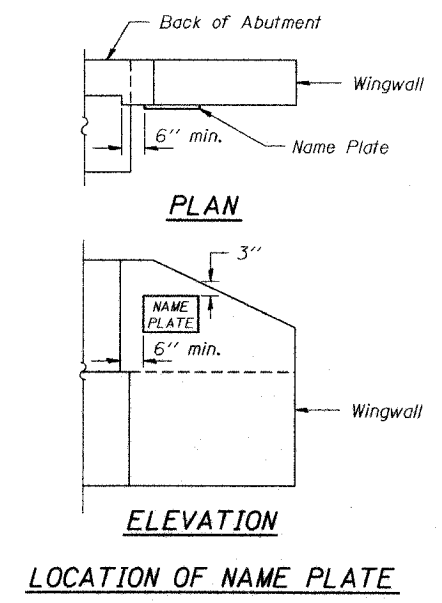 Back of Abutment
Wingwall
6" min.
Name Plate
PLAN
3"
NAME
PLATE
6" min.
Wingwall
ELEVATION
LOCATION OF NAME PLATE